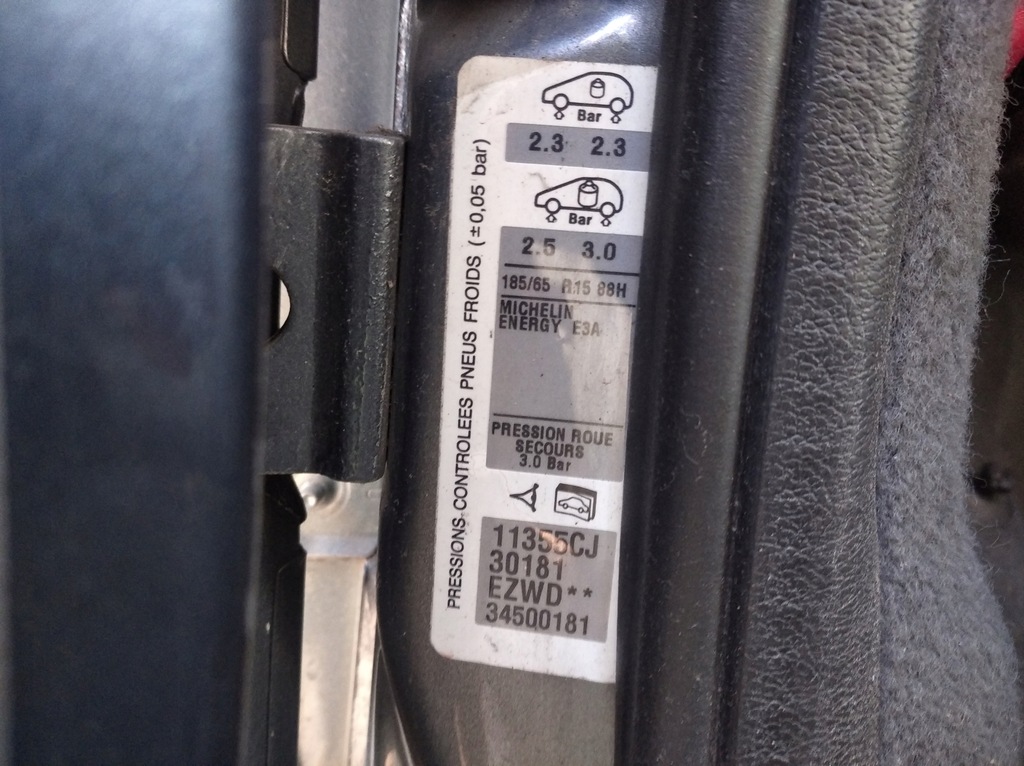 PRESSIONS CONTROLEES PNEUS FROIDS (±0,05 bar)
Bar
2.3 2.3
Bar
2.5 3.0
185/65 R15 88H
MICHELIN
ENERGY E3A
PRESSION ROUE
SECOURS
3.0 Bar
11355CJ
30181
EZWD**
34500181